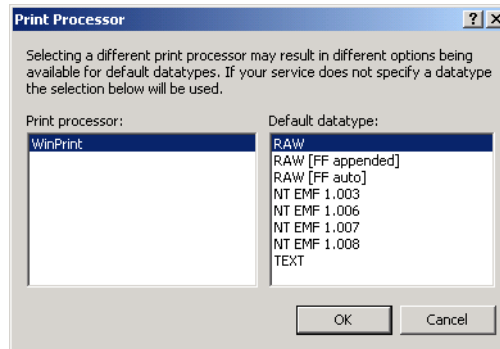 Print Processor
Selecting a different print processor may result in different options being
available for default datatypes. If your service does not specify a datatype
the selection below will be used.
Print processor:
WinPrint
Default datatype:
RAW
RAW [FF appended]
RAW [FF auto]
NT EMF 1.003
NT EMF 1.006
NT EMF 1.007
NT EMF 1.008
TEXT
OK
Cancel